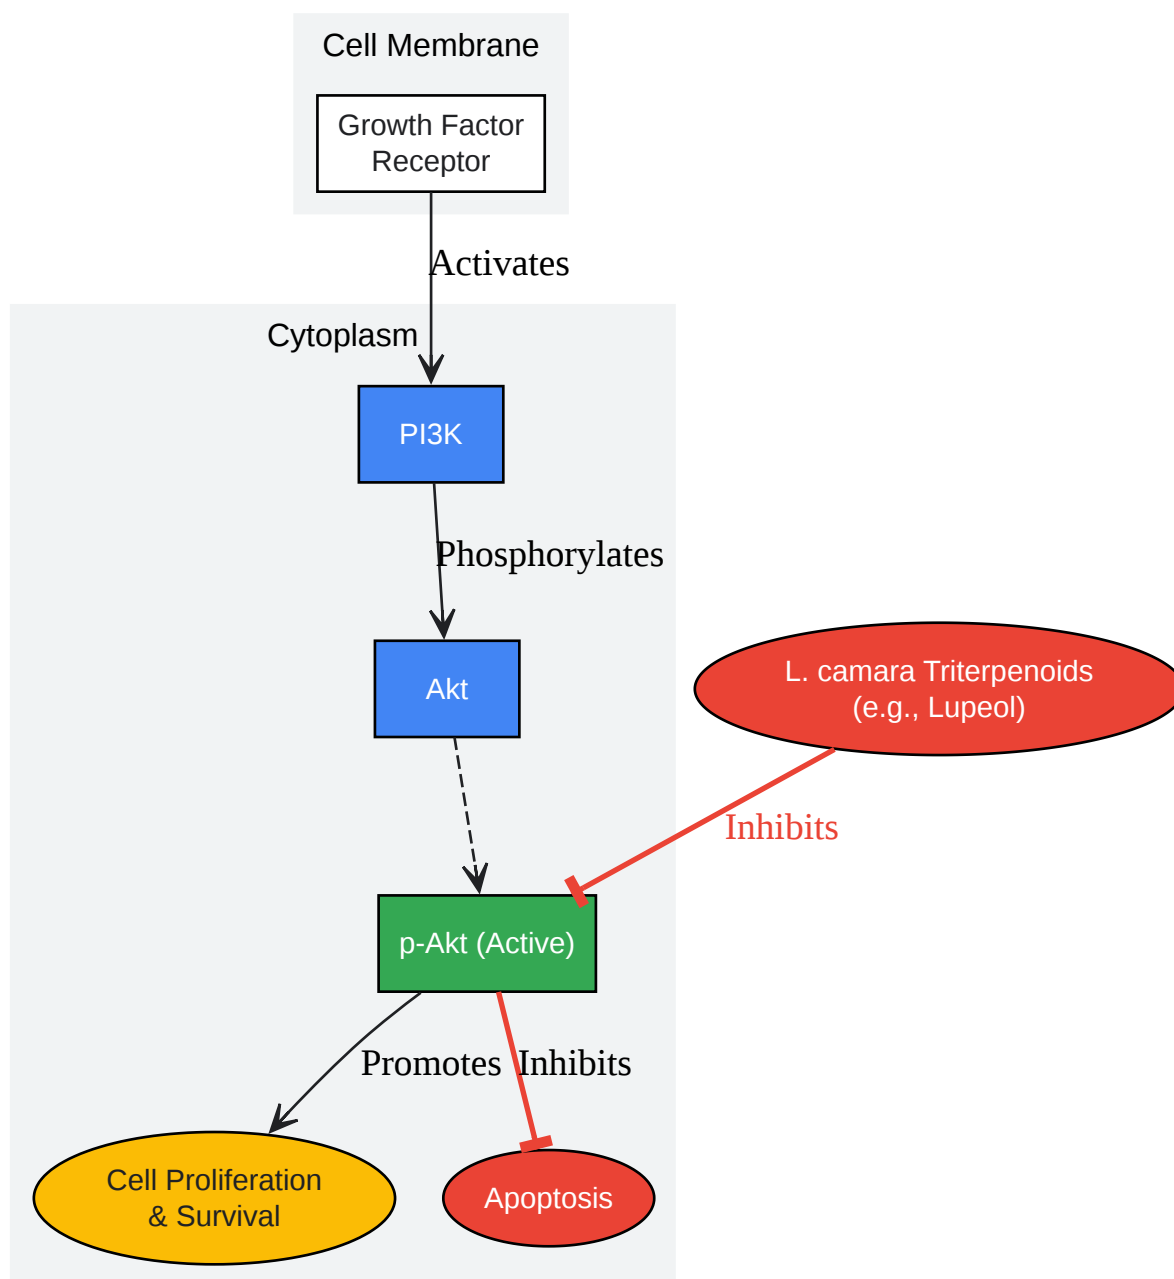 Cell Membrane
Growth Factor
Receptor
Activates
Cytoplasm
PI3K
Phosphorylates
Akt
L. camara Triterpenoids
(e.g., Lupeol)
Inhibits
p-Akt (Active)
Promotes
Inhibits
Cell Proliferation
& Survival
Apoptosis